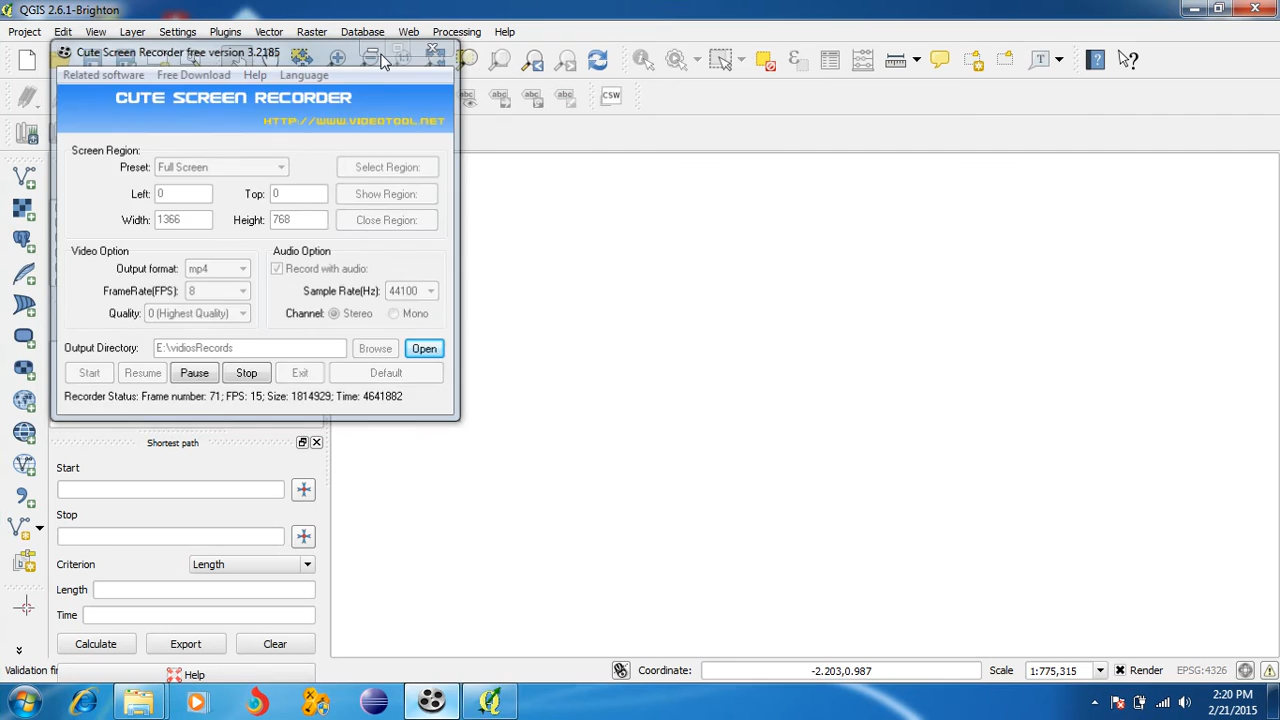 QGIS 2.6.1-Brighton
Project Edit View Layer Settings Plugins Vector Raster Database Web Processing Help
Cute Screen Recorder free version 3.2185
Related software Free Download Help Language
CUTE SCREEN RECORDER
HTTP://WWW.VIDEOTOOL.NET
Screen Region:
Preset: Full Screen Select Region:
Left: 0 Top: 0 Show Region:
Width: 1366 Height: 768 Close Region:
Video Option Audio Option
Output format: mp4 Record with audio:
FrameRate(FPS): 8 Sample Rate(Hz): 44100
Quality: 0 (Highest Quality) Channel: Stereo Mono
Output Directory: E:\vidiosRecords Browse Open
Start Resume Pause Stop Exit Default
Recorder Status: Frame number: 71; FPS: 15; Size: 1814929; Time: 4641882
abc abc abc CSW
Shortest path
Start
Stop
Criterion Length
Length
Time
Calculate Export Clear
Help
Coordinate: -2.203,0.987 Scale 1:775,315 Render EPSG:4326
2:20 PM
2/21/2015